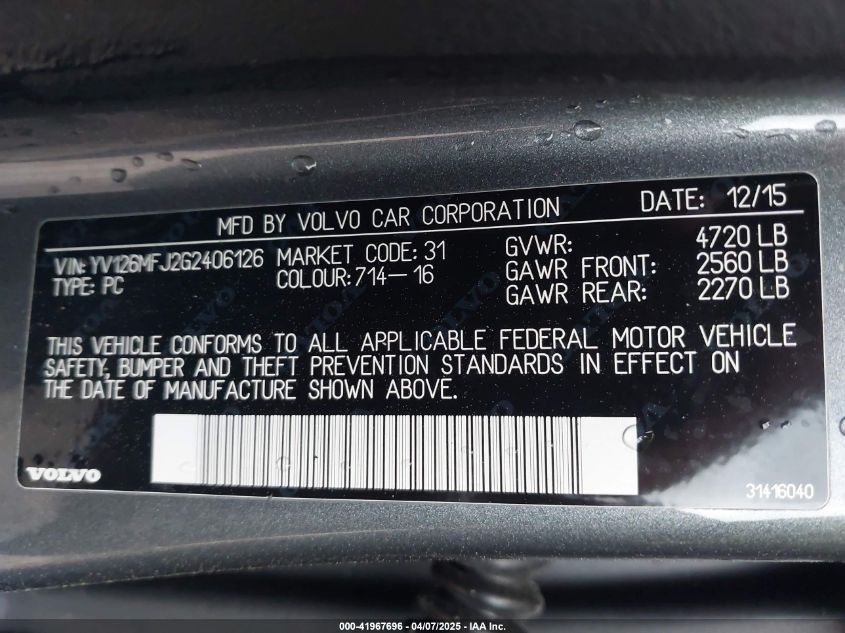 MFD BY VOLVO CAR CORPORATION DATE: 12/15
VIN: YV126MFJ2G2406126 MARKET CODE: 31 GVWR: 4720 LB
TYPE: PC COLOUR: 714–16 GAWR FRONT: 2560 LB
GAWR REAR: 2270 LB
THIS VEHICLE CONFORMS TO ALL APPLICABLE FEDERAL MOTOR VEHICLE
SAFETY, BUMPER AND THEFT PREVENTION STANDARDS IN EFFECT ON
THE DATE OF MANUFACTURE SHOWN ABOVE.
VOLVO
31416040
000-41967696 - 04/07/2025 - IAA Inc.